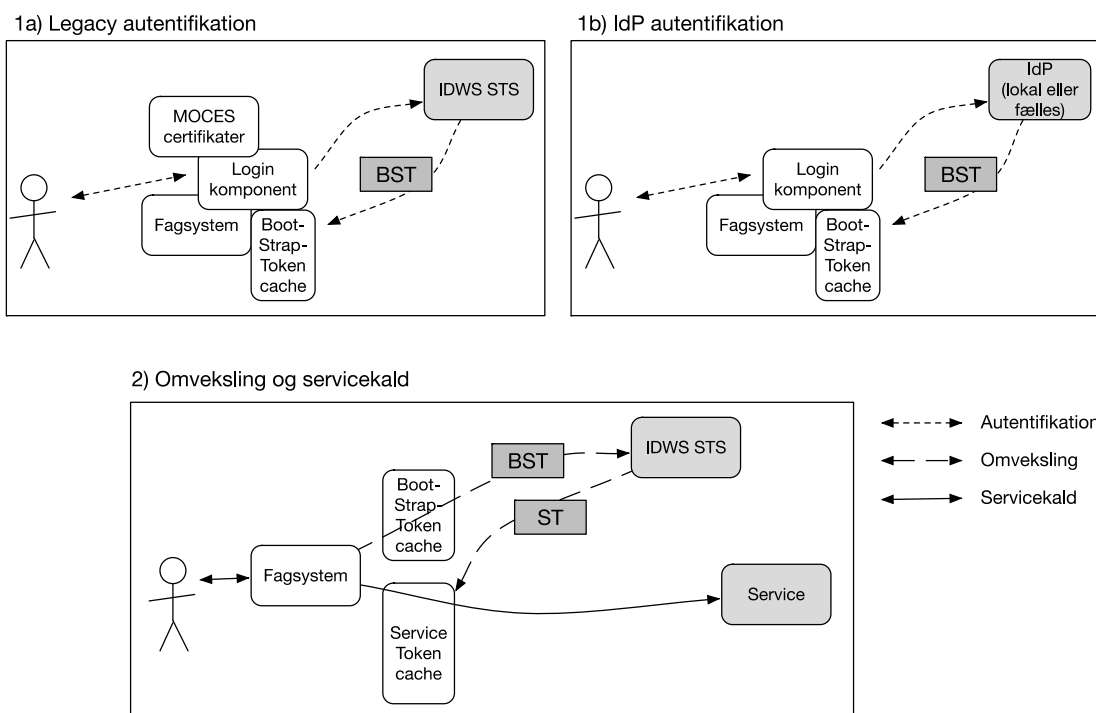 1a) Legacy autentifikation
IDWS STS
MOCES
certifikater
Login
komponent
BST
Fagsystem
Boot-
Strap-
Token
cache
1b) IdP autentifikation
IdP
(lokal eller
fælles)
Login
komponent
BST
Fagsystem
Boot-
Strap-
Token
cache
2) Omveksling og servicekald
IDWS STS
BST
Boot-
Strap-
Token
cache
ST
Fagsystem
Service
Service
Token
cache
Autentifikation
Omveksling
Servicekald